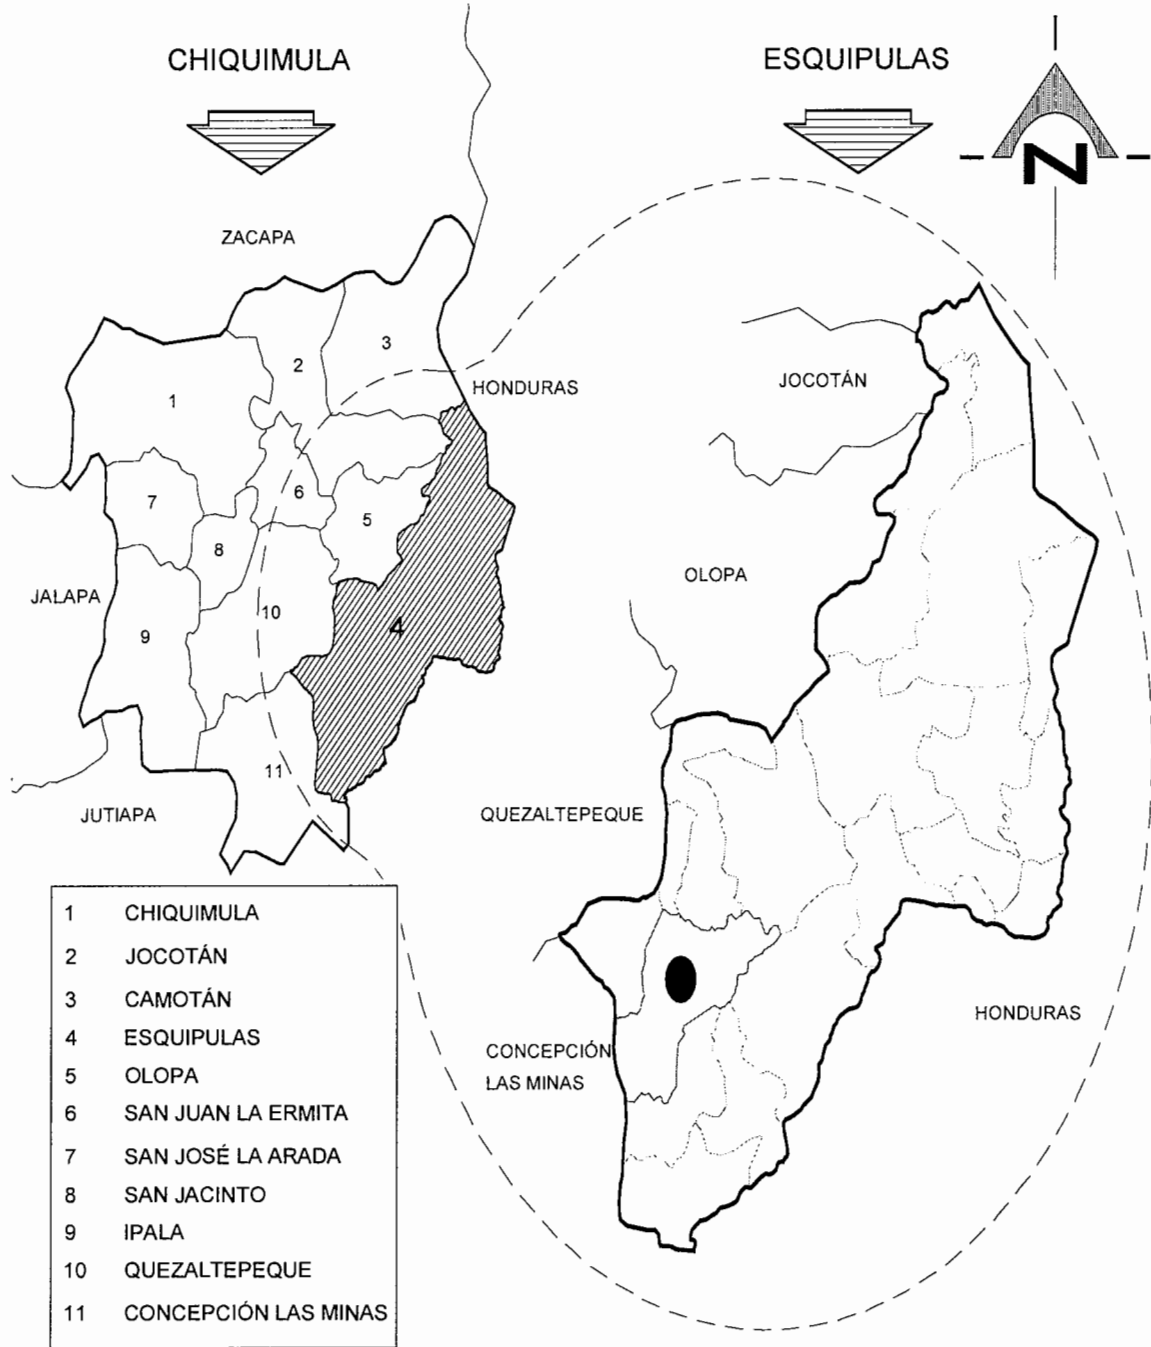 CHIQUIMULA
ESQUIPULAS
N
ZACAPA
3
2
HONDURAS
JOCOTÁN
1
7
6
5
8
OLOPA
JALAPA
10
4
9
11
JUTIAPA
QUEZALTEPEQUE
HONDURAS
CONCEPCIÓN
LAS MINAS
1 CHIQUIMULA
2 JOCOTÁN
3 CAMOTÁN
4 ESQUIPULAS
5 OLOPA
6 SAN JUAN LA ERMITA
7 SAN JOSÉ LA ARADA
8 SAN JACINTO
9 IPALA
10 QUEZALTEPEQUE
11 CONCEPCIÓN LAS MINAS